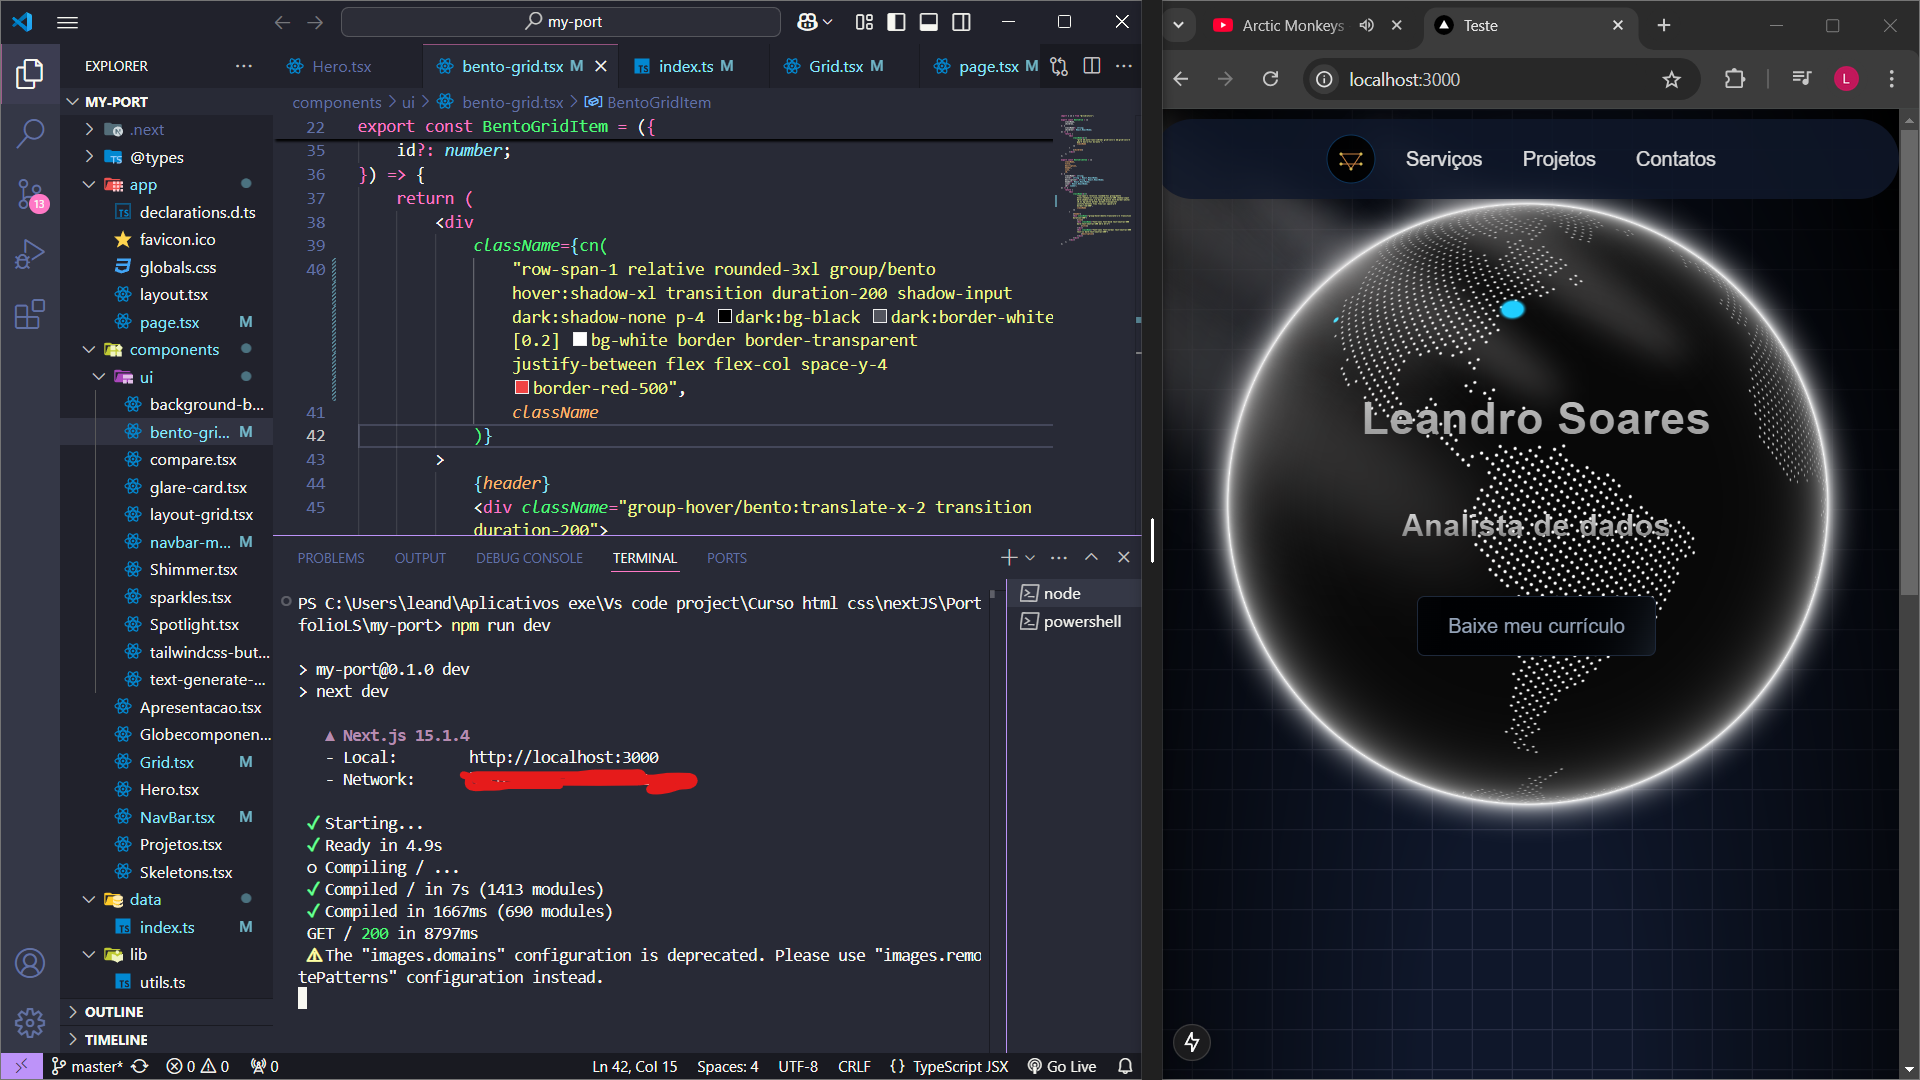 my-port
EXPLORER
Hero.tsx
bento-grid.tsx M
index.ts M
Grid.tsx M
page.tsx M
MY-PORT
.next
@types
app
declarations.d.ts
favicon.ico
globals.css
layout.tsx
page.tsx M
components
ui
background-b...
bento-gri... M
compare.tsx
glare-card.tsx
layout-grid.tsx
navbar-m... M
Shimmer.tsx
sparkles.tsx
Spotlight.tsx
tailwindcss-but...
text-generate-...
Apresentacao.tsx
Globecomponen...
Grid.tsx M
Hero.tsx
NavBar.tsx M
Projetos.tsx
Skeletons.tsx
data
index.ts M
lib
utils.ts
OUTLINE
TIMELINE
13
components > ui > bento-grid.tsx > BentoGridItem
22 export const BentoGridItem = ({
35 id?: number;
36 }) => {
37 return (
38 <div
39 className={cn(
40 "row-span-1 relative rounded-3xl group/bento
hover:shadow-xl transition duration-200 shadow-input
dark:shadow-none p-4 dark:bg-black dark:border-white
[0.2] bg-white border border-transparent
justify-between flex flex-col space-y-4
border-red-500",
41 className
42 )}
43 >
44 {header}
45 <div className="group-hover/bento:translate-x-2 transition
duration-200">
PROBLEMS OUTPUT DEBUG CONSOLE TERMINAL PORTS
node
powershell
PS C:\Users\leand\Aplicativos exe\Vs code project\Curso html css\nextJS\Port
folioLS\my-port> npm run dev
> my-port@0.1.0 dev
> next dev
▲ Next.js 15.1.4
- Local: http://localhost:3000
- Network:
✓ Starting...
✓ Ready in 4.9s
○ Compiling / ...
✓ Compiled / in 7s (1413 modules)
✓ Compiled in 1667ms (690 modules)
GET / 200 in 8797ms
⚠ The "images.domains" configuration is deprecated. Please use "images.remo
tePatterns" configuration instead.
master* 0 0 0
Ln 42, Col 15 Spaces: 4 UTF-8 CRLF {} TypeScript JSX Go Live
Arctic Monkeys
Teste
localhost:3000
L
Serviços Projetos Contatos
Leandro Soares
Analista de dados
Baixe meu currículo